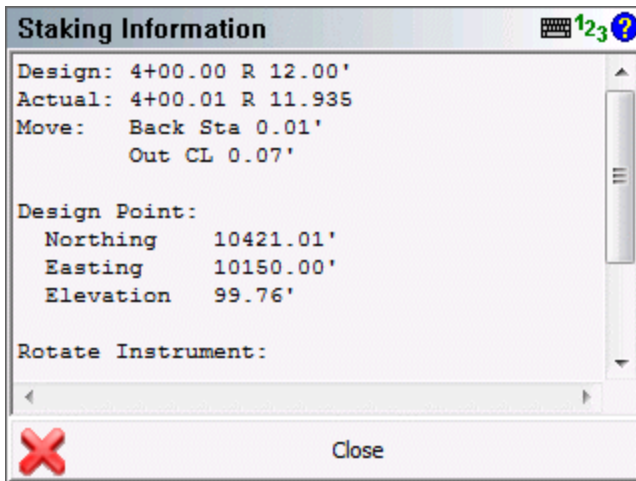 Staking Information
123 ?
Design: 4+00.00 R 12.00'
Actual: 4+00.01 R 11.935
Move: Back Sta 0.01'
Out CL 0.07'
Design Point:
Northing 10421.01'
Easting 10150.00'
Elevation 99.76'
Rotate Instrument:
Close